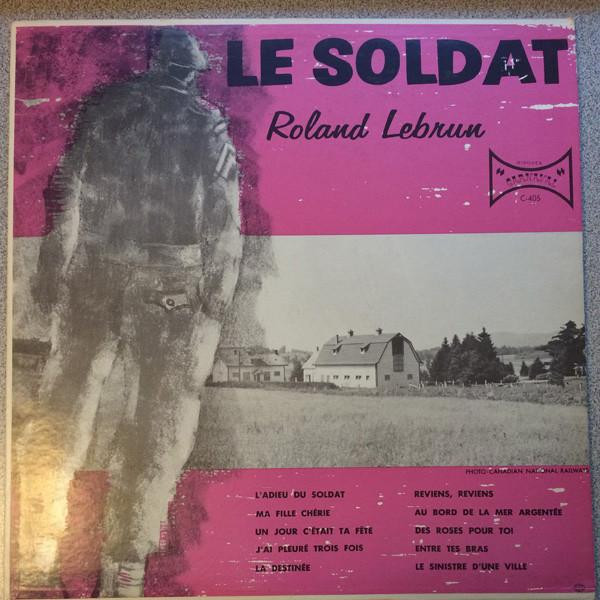 LE SOLDAT
Roland Lebrun
DISQUES
CARNAVAL
C-405
PHOTO-CANADIAN NATIONAL RAILWAYS
L'ADIEU DU SOLDAT
MA FILLE CHÉRIE
UN JOUR C'ÉTAIT TA FÊTE
J'AI PLEURÉ TROIS FOIS
LA DESTINÉE
REVIENS, REVIENS
AU BORD DE LA MER ARGENTÉE
DES ROSES POUR TOI
ENTRE TES BRAS
LE SINISTRE D'UNE VILLE